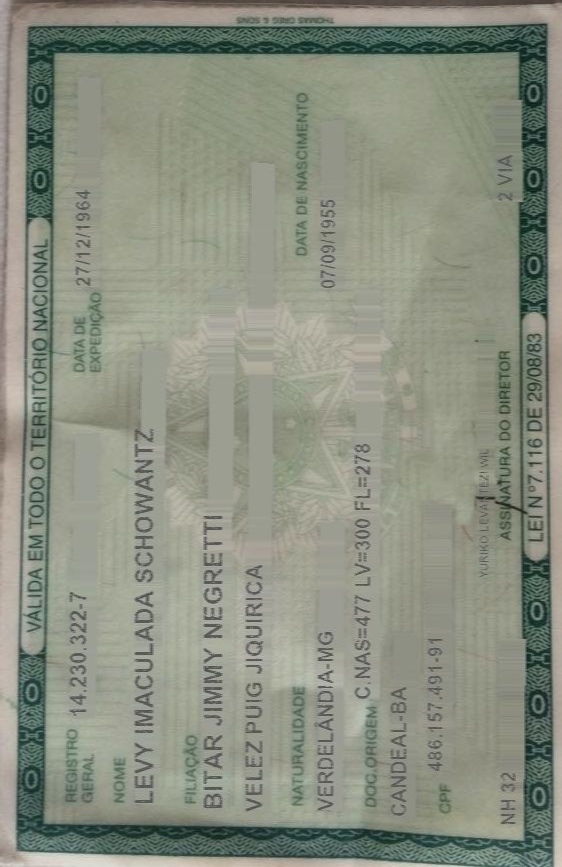 THOMAS GREG & SONS
VÁLIDA EM TODO O TERRITÓRIO NACIONAL
REGISTRO GERAL 14.230.322-7 DATA DE EXPEDIÇÃO 27/12/1964
NOME
LEVY IMACULADA SCHOWANTZ
FILIAÇÃO
BITAR JIMMY NEGRETTI
VELEZ PUIG JIQUIRICA
NATURALIDADE DATA DE NASCIMENTO
VERDELÂNDIA-MG 07/09/1955
DOC.ORIGEM C.NAS=477 LV=300 FL=278
CANDEAL-BA
CPF 486.157.491-91
YURIKO WIL
NH 32 ASSINATURA DO DIRETOR 2 VIA
LEI Nº7.116 DE 29/08/83